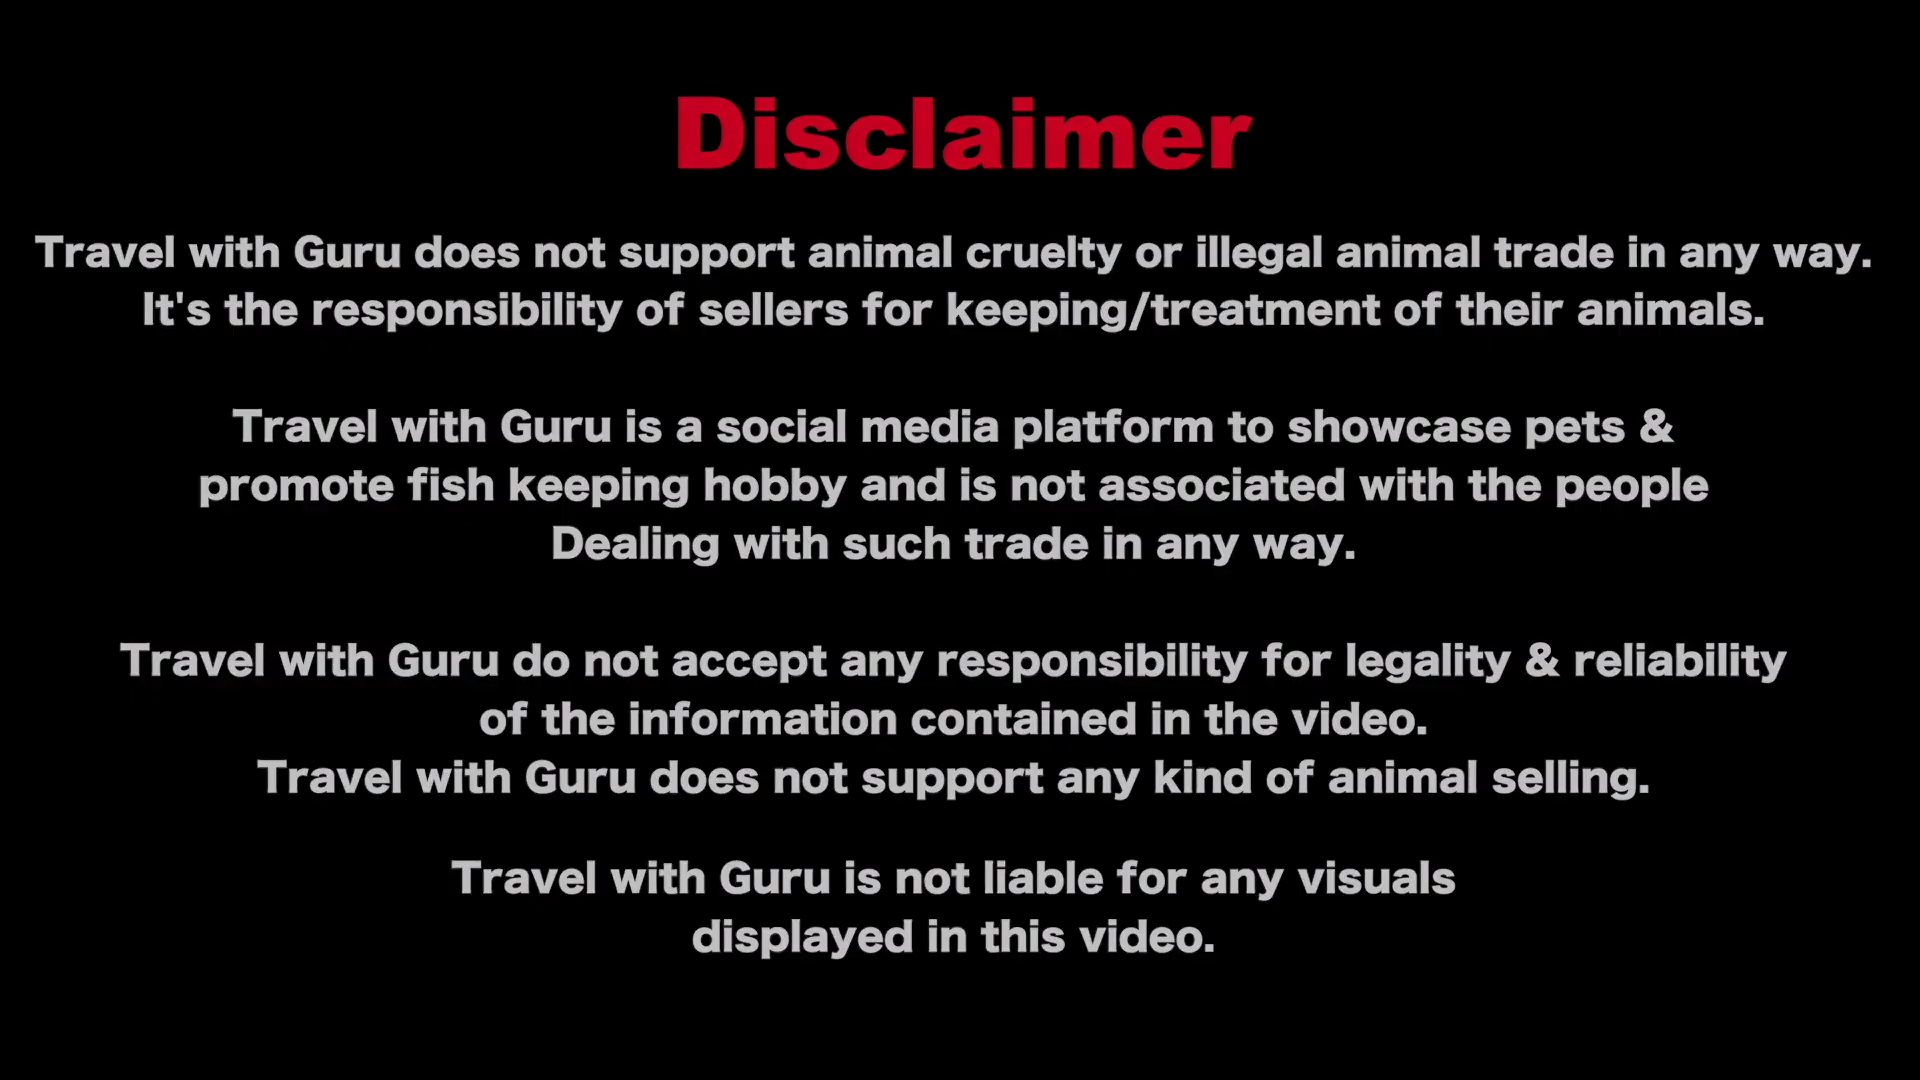 Disclaimer
Travel with Guru does not support animal cruelty or illegal animal trade in any way.
It's the responsibility of sellers for keeping/treatment of their animals.
Travel with Guru is a social media platform to showcase pets &
promote fish keeping hobby and is not associated with the people
Dealing with such trade in any way.
Travel with Guru do not accept any responsibility for legality & reliability
of the information contained in the video.
Travel with Guru does not support any kind of animal selling.
Travel with Guru is not liable for any visuals
displayed in this video.